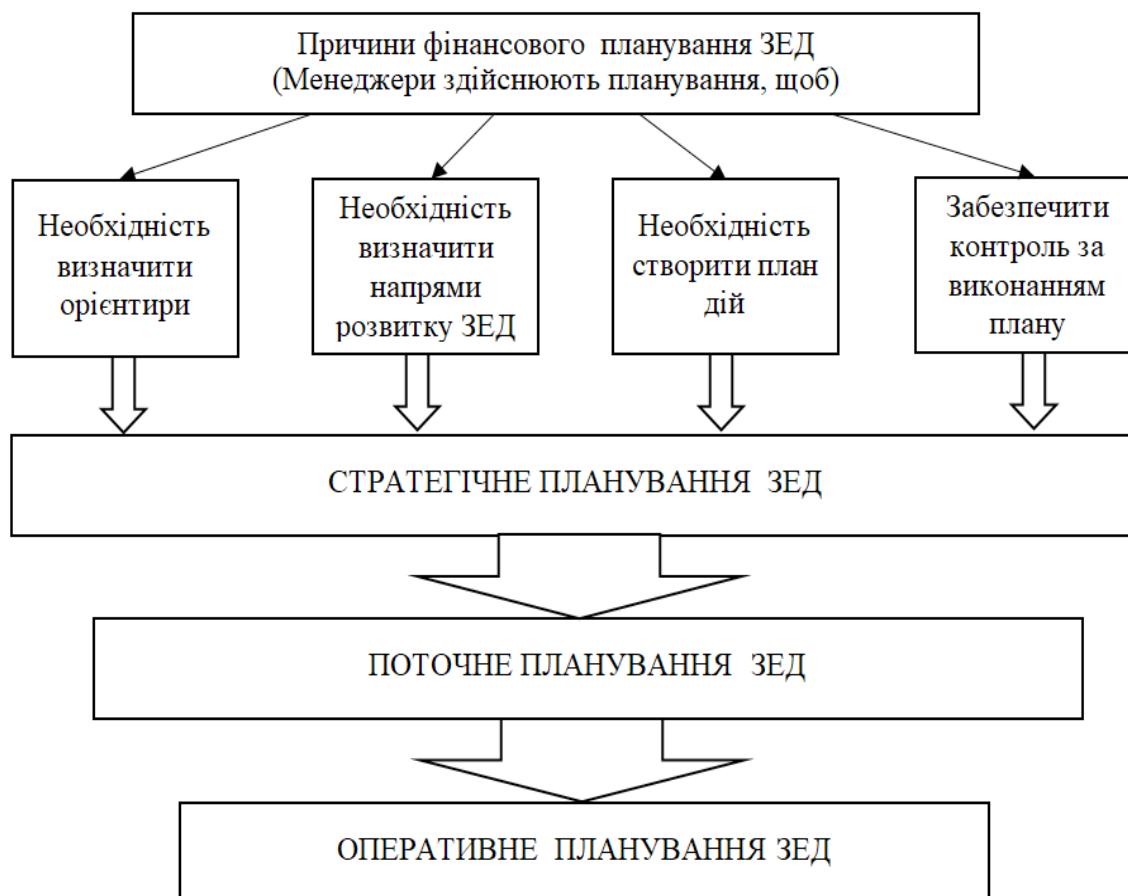 Причини фінансового планування ЗЕД
(Менеджери здійснюють планування, щоб)
Необхідність
визначити
орієнтири
Необхідність
визначити
напрями
розвитку ЗЕД
Необхідність
створити план
дій
Забезпечити
контроль за
виконанням
плану
СТРАТЕГІЧНЕ ПЛАНУВАННЯ ЗЕД
ПОТОЧНЕ ПЛАНУВАННЯ ЗЕД
ОПЕРАТИВНЕ ПЛАНУВАННЯ ЗЕД